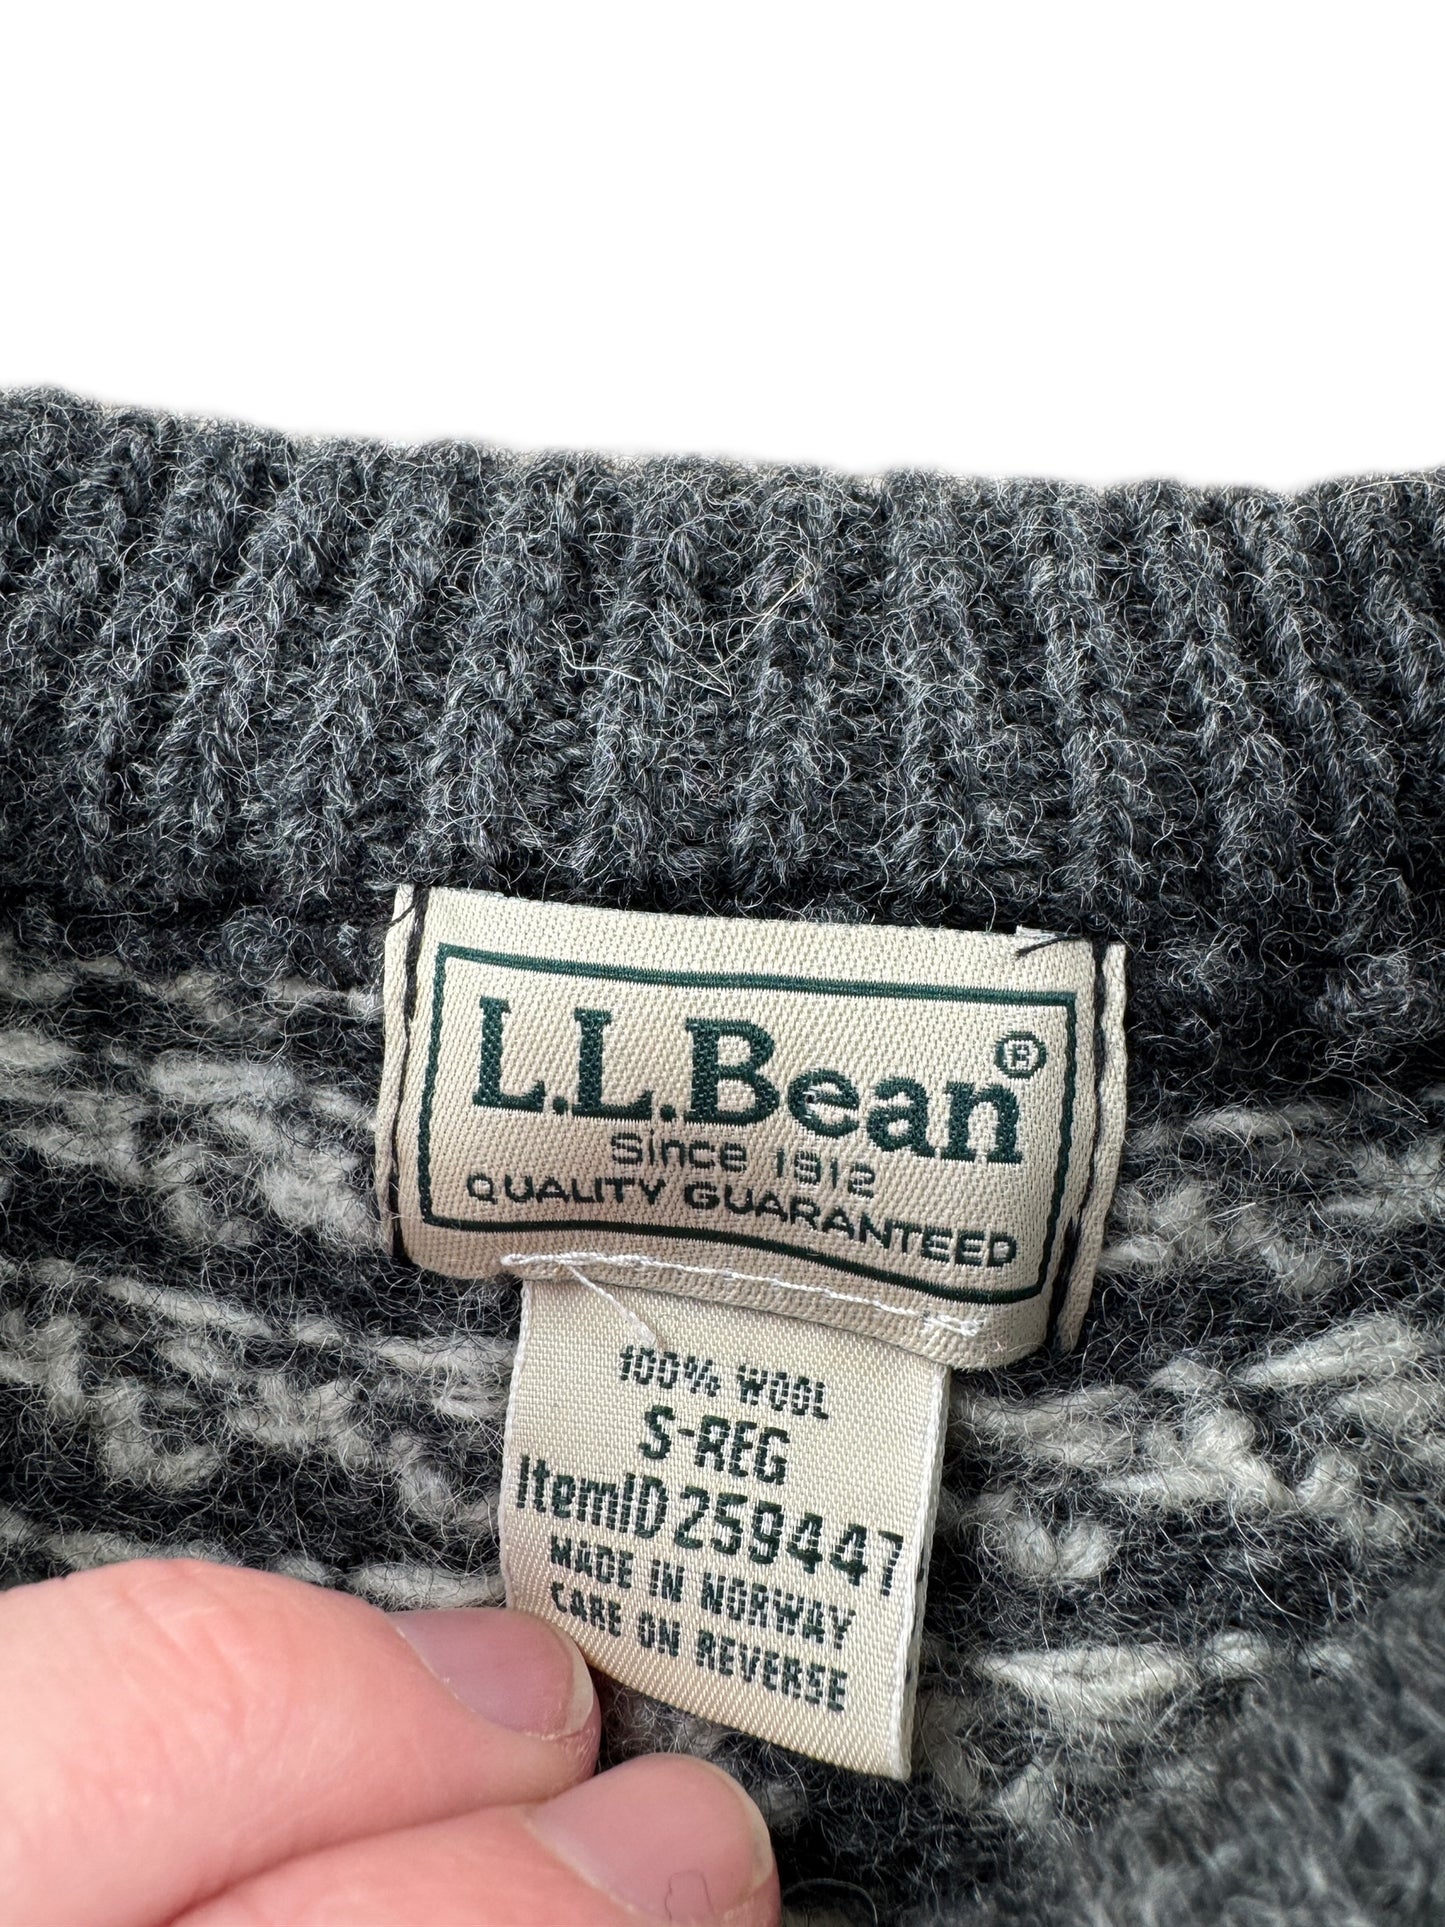 L.L.Bean®
Since 1912
QUALITY GUARANTEED
100% WOOL
S-REG
ItemID 259447
MADE IN NORWAY
CARE ON REVERSE